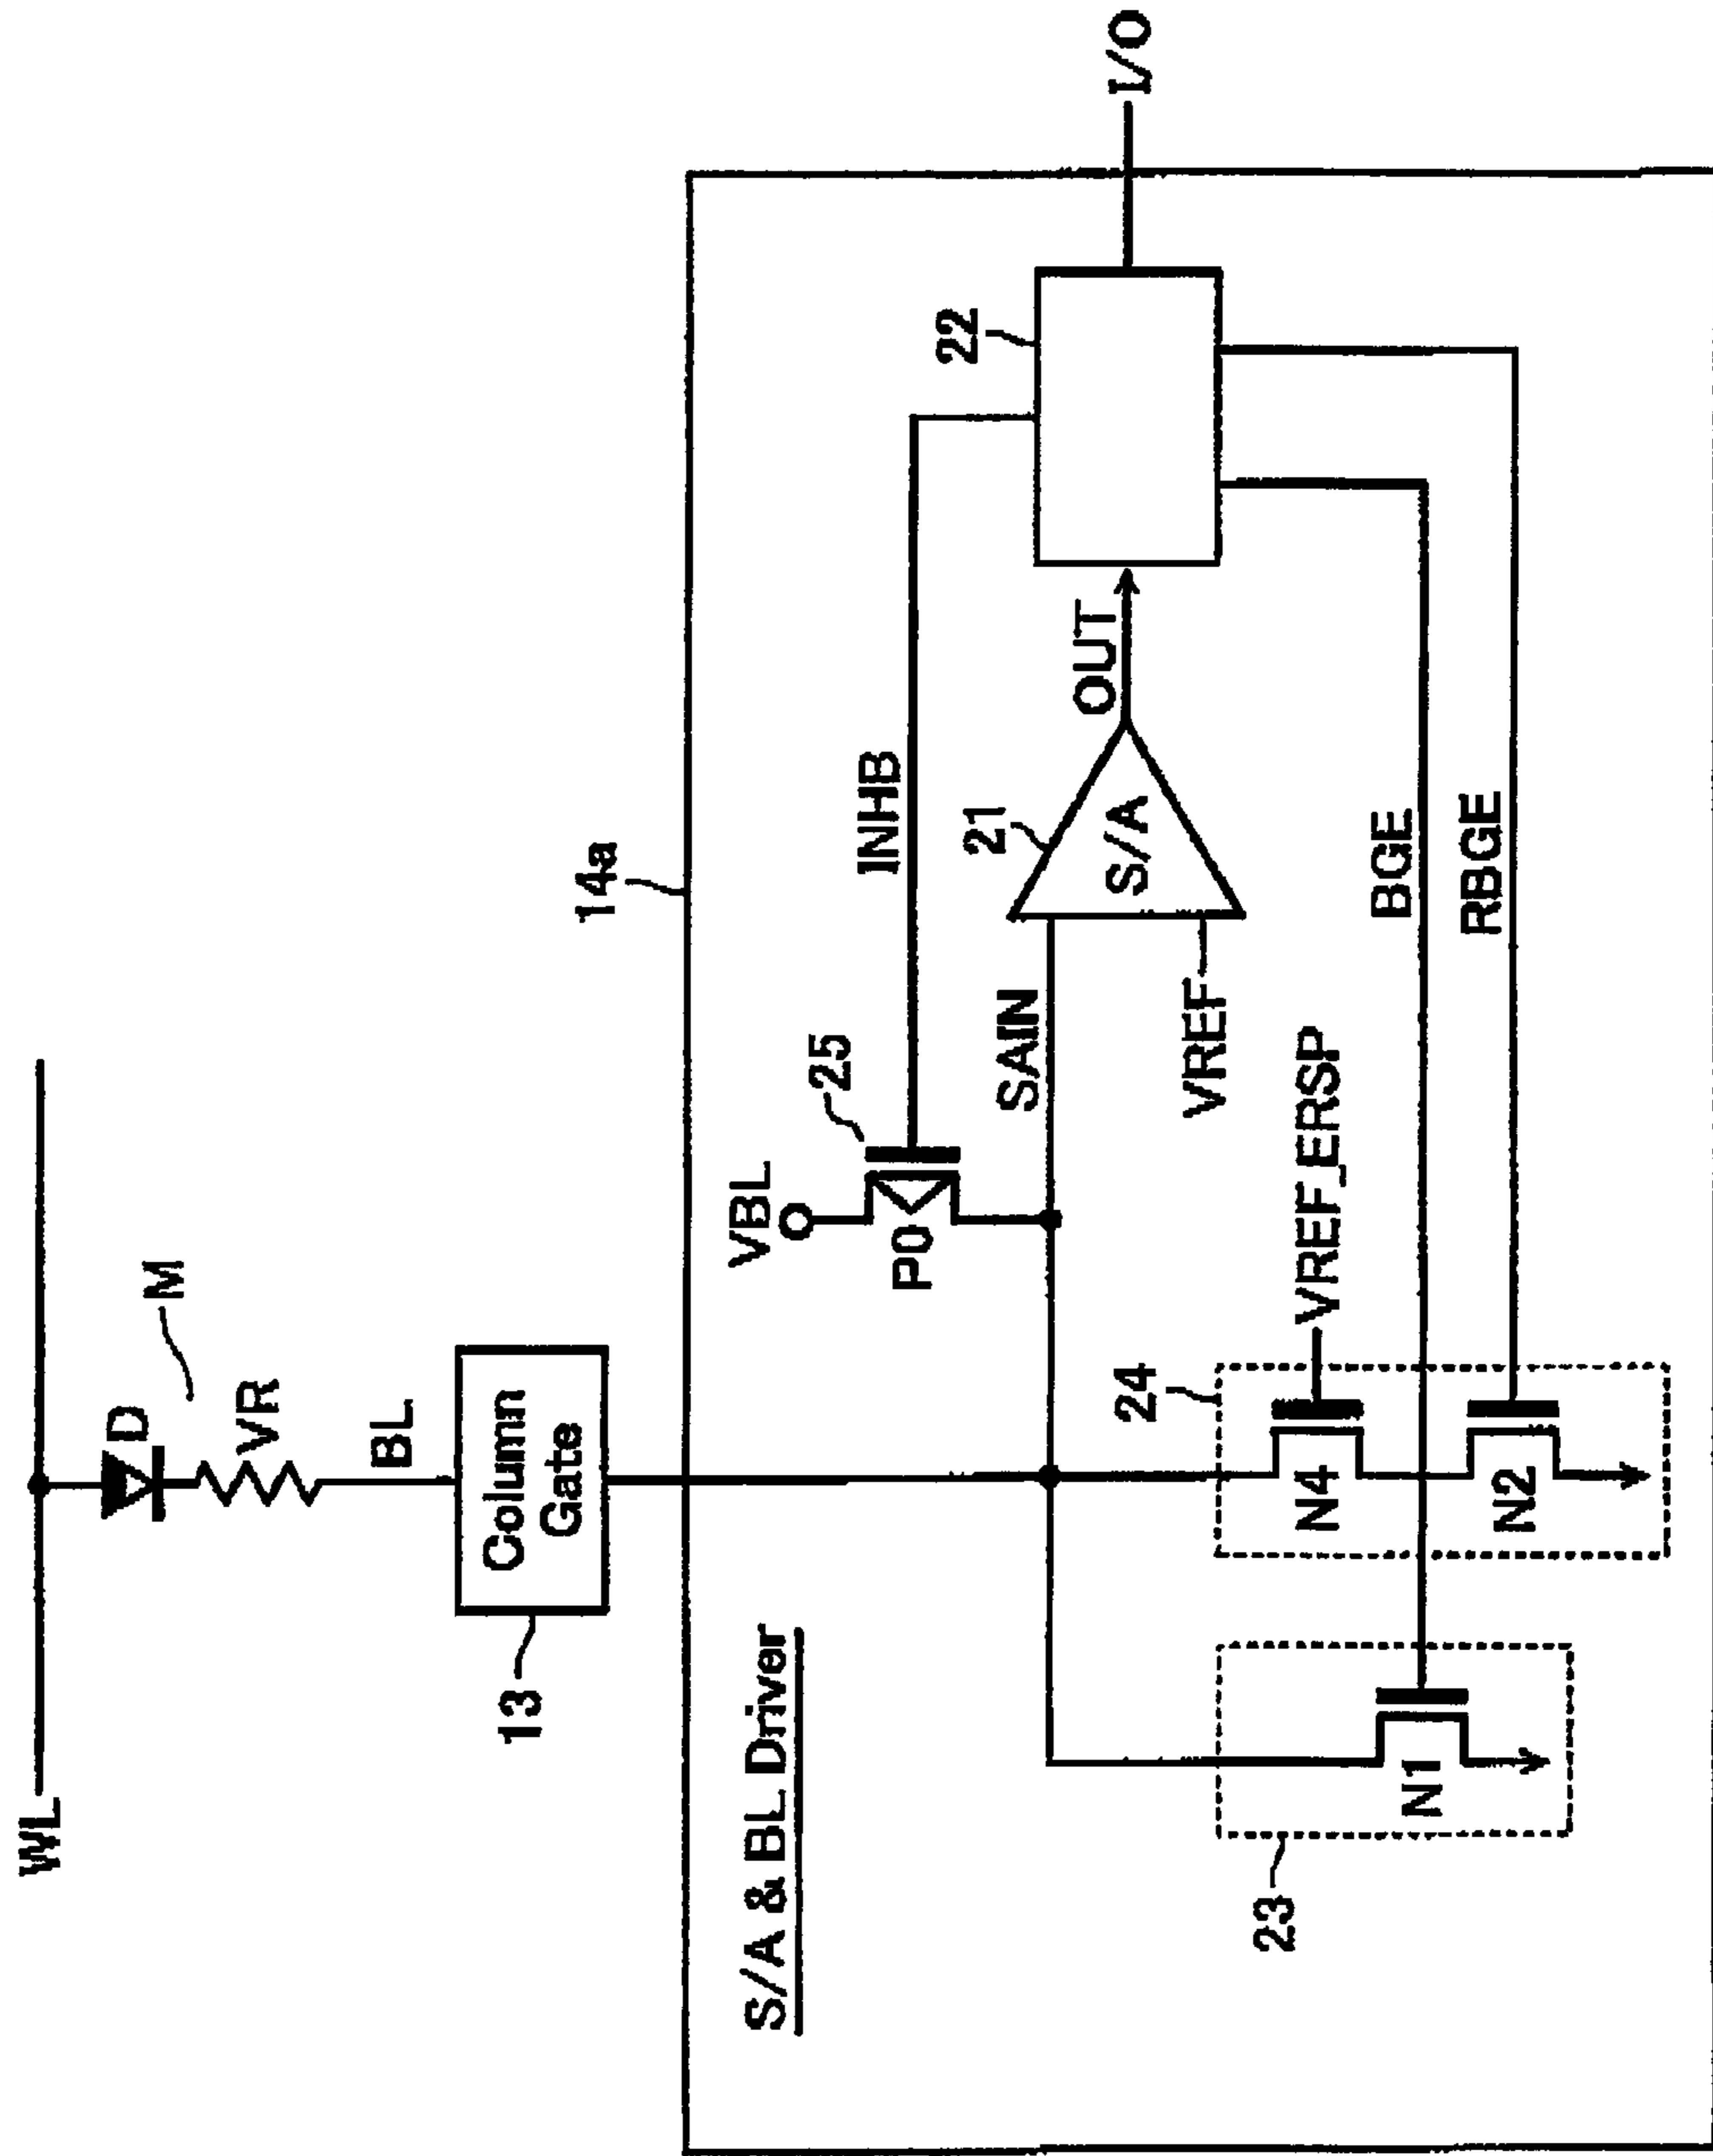 WL
M
D
VR
BL
Column
Gate
13
14a
S/A & BL Driver
VBL
25
P0
INHB
22
I/O
SAIN
21
S/A
OUT
VREF
VREF_ERSP
24
N4
N2
BGE
RBGE
N1
23